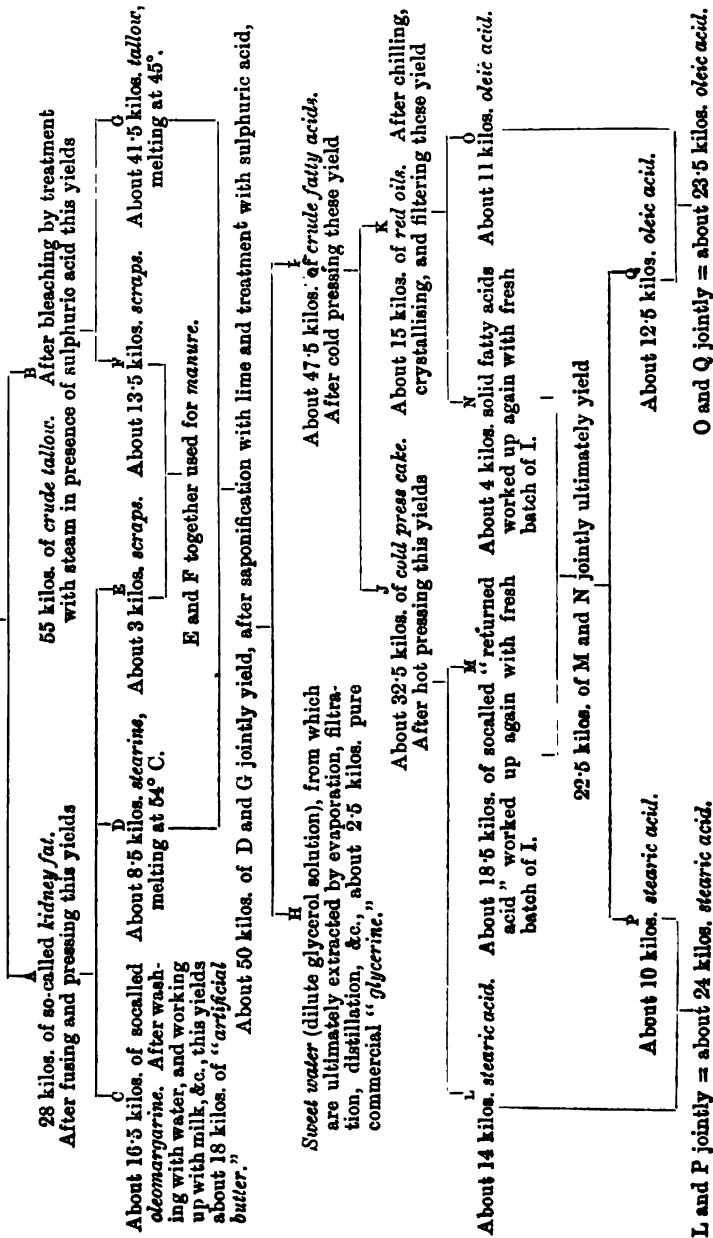 A
28 kilos. of so-called kidney fat.
After fusing and pressing this yields
B
55 kilos. of crude tallow. After bleaching by treatment
with steam in presence of sulphuric acid this yields
C
About 16·5 kilos. of socalled
oleomargarine. After wash-
ing with water, and working
up with milk, &c., this yields
about 18 kilos. of "artificial
butter."
D
About 8·5 kilos. stearine,
melting at 54° C.
E
About 3 kilos. scraps.
F
About 13·5 kilos. scraps.
G
About 41·5 kilos. tallow,
melting at 45°.
E and F together used for manure.
About 50 kilos. of D and G jointly yield, after saponification with lime and treatment with sulphuric acid,
H
Sweet water (dilute glycerol solution), from which
are ultimately extracted by evaporation, filtra-
tion, distillation, &c., about 2·5 kilos. pure
commercial "glycerine."
I
About 47·5 kilos. of crude fatty acids.
After cold pressing these yield
J
About 32·5 kilos. of cold press cake.
After hot pressing this yields
K
About 15 kilos. of red oils. After chilling,
crystallising, and filtering these yield
L
About 14 kilos. stearic acid.
M
About 18·5 kilos. of socalled "returned
acid" worked up again with fresh
batch of I.
N
About 4 kilos. solid fatty acids
worked up again with fresh
batch of I.
O
About 11 kilos. oleic acid.
22·5 kilos. of M and N jointly ultimately yield
P
About 10 kilos. stearic acid.
Q
About 12·5 kilos. oleic acid.
L and P jointly = about 24 kilos. stearic acid.
O and Q jointly = about 23·5 kilos. oleic acid.